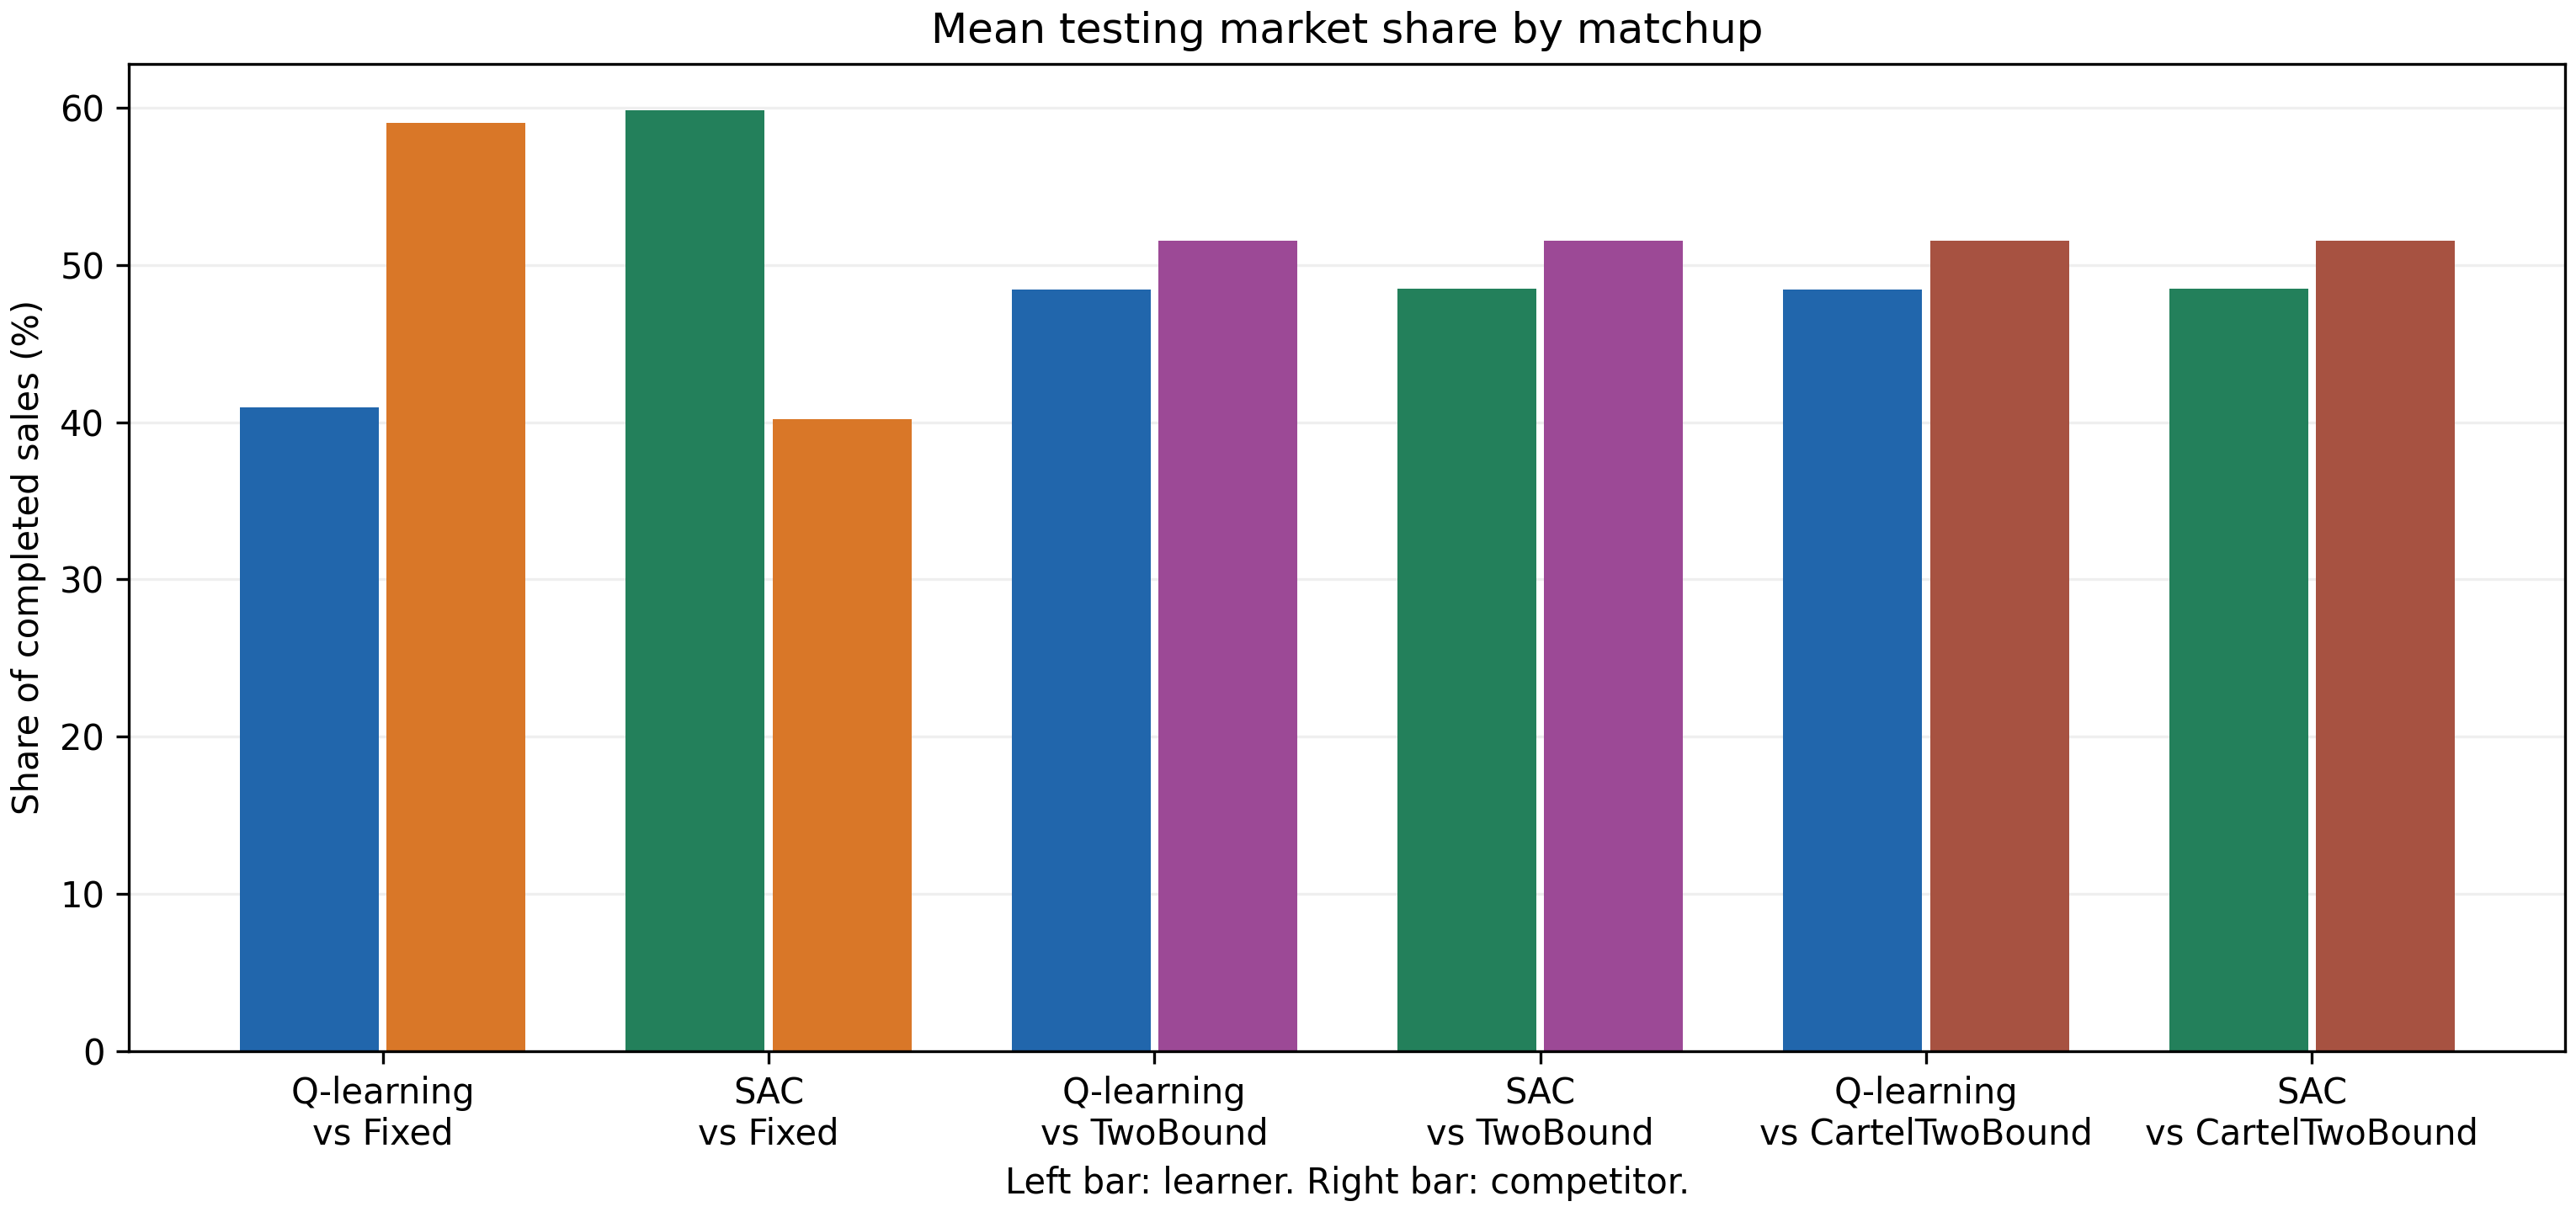 Mean testing market share by matchup
Share of completed sales (%)
60
50
40
30
20
10
0
Q-learning
vs Fixed
SAC
vs Fixed
Q-learning
vs TwoBound
SAC
vs TwoBound
Q-learning
vs CartelTwoBound
SAC
vs CartelTwoBound
Left bar: learner. Right bar: competitor.